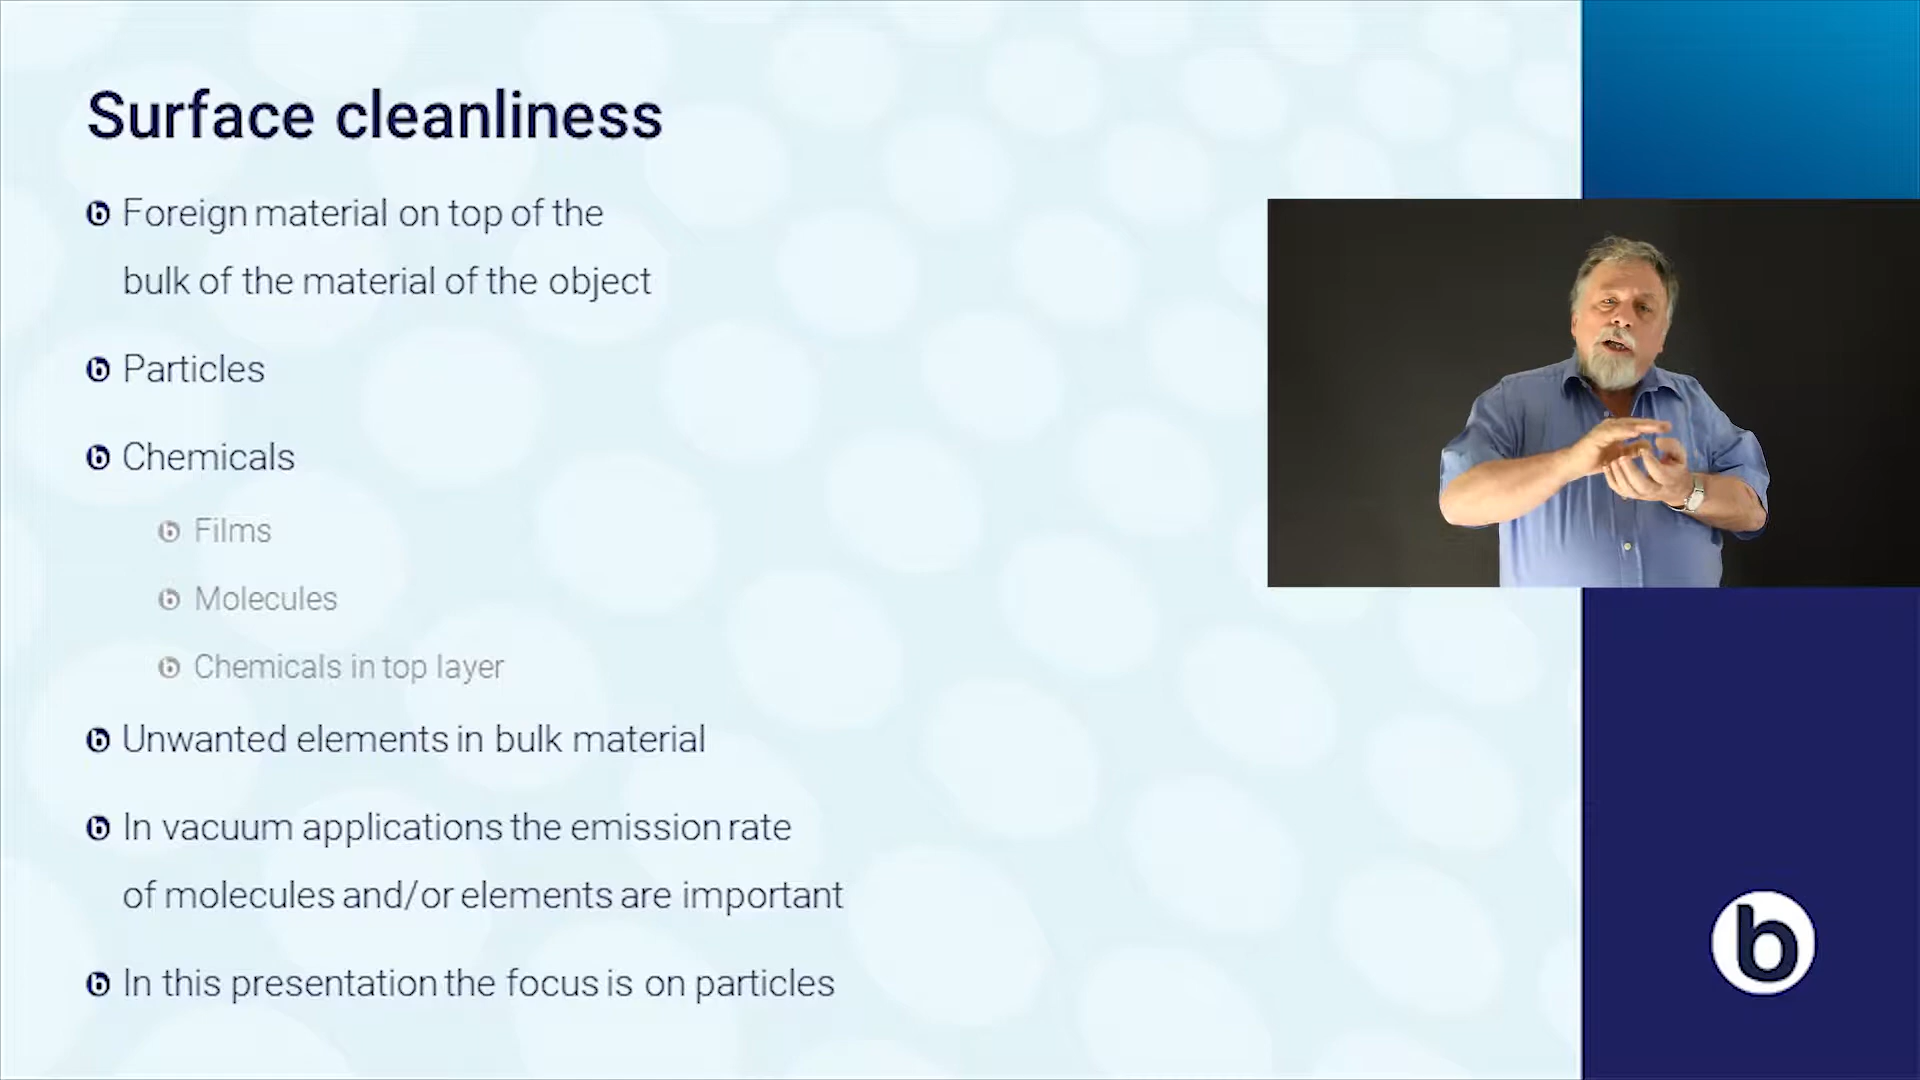 Surface cleanliness
Foreign material on top of the
bulk of the material of the object
Particles
Chemicals
Films
Molecules
Chemicals in top layer
Unwanted elements in bulk material
In vacuum applications the emission rate
of molecules and/or elements are important
In this presentation the focus is on particles
b